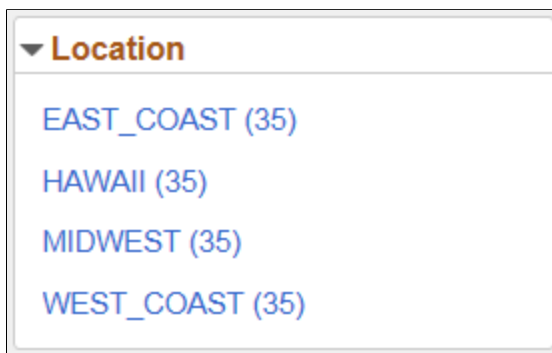 Location
EAST_COAST (35)
HAWAII (35)
MIDWEST (35)
WEST_COAST (35)